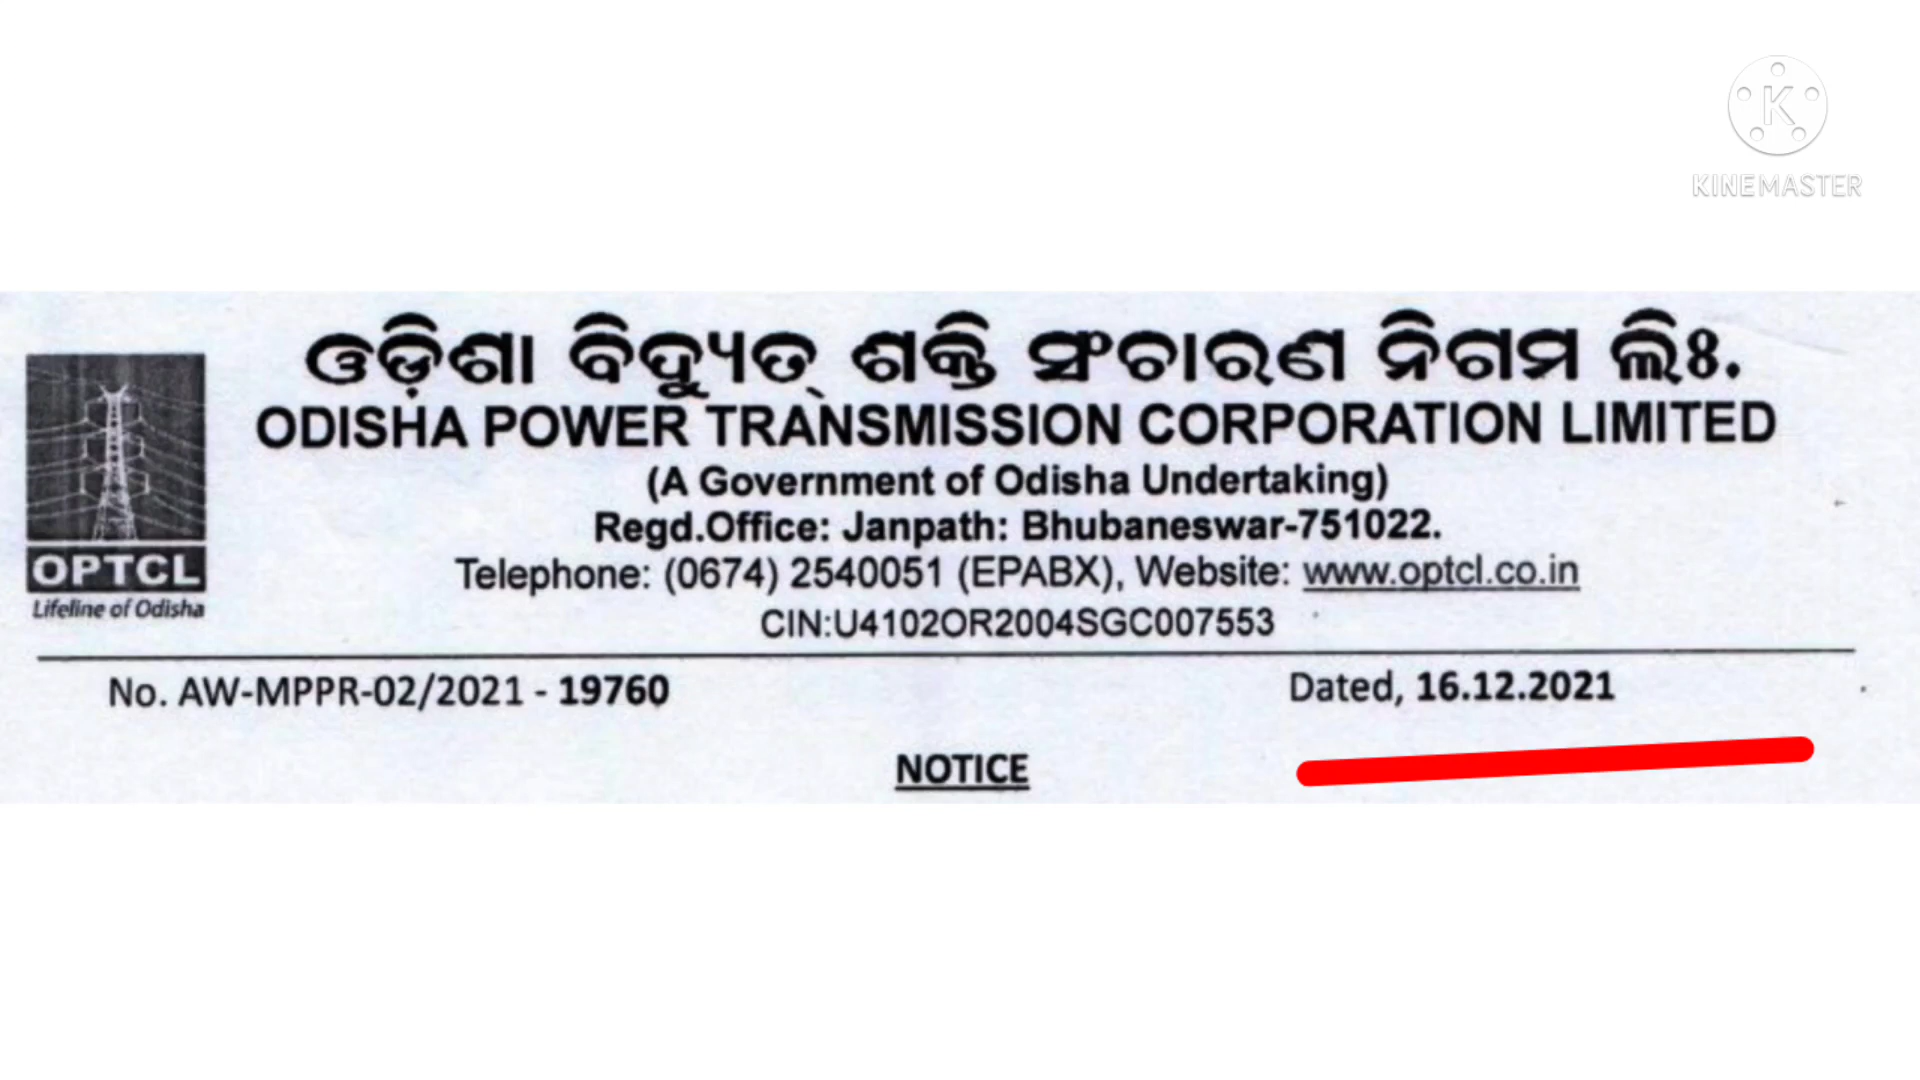 K
KINEMASTER
ଓଡ଼ିଶା ବିଦ୍ୟୁତ୍ ଶକ୍ତି ସଂଚାରଣ ନିଗମ ଲିଃ.
ODISHA POWER TRANSMISSION CORPORATION LIMITED
(A Government of Odisha Undertaking)
Regd.Office: Janpath: Bhubaneswar-751022.
Telephone: (0674) 2540051 (EPABX), Website: www.optcl.co.in
CIN:U4102OR2004SGC007553
OPTCL
Lifeline of Odisha
No. AW-MPPR-02/2021 - 19760 Dated, 16.12.2021
NOTICE